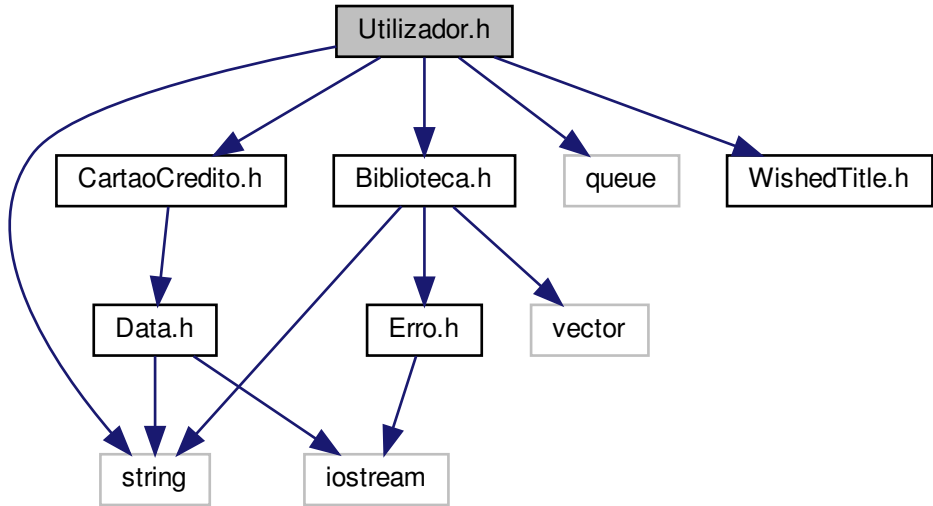 Utilizador.h
CartaoCredito.h
Biblioteca.h
queue
WishedTitle.h
Data.h
Erro.h
vector
string
iostream